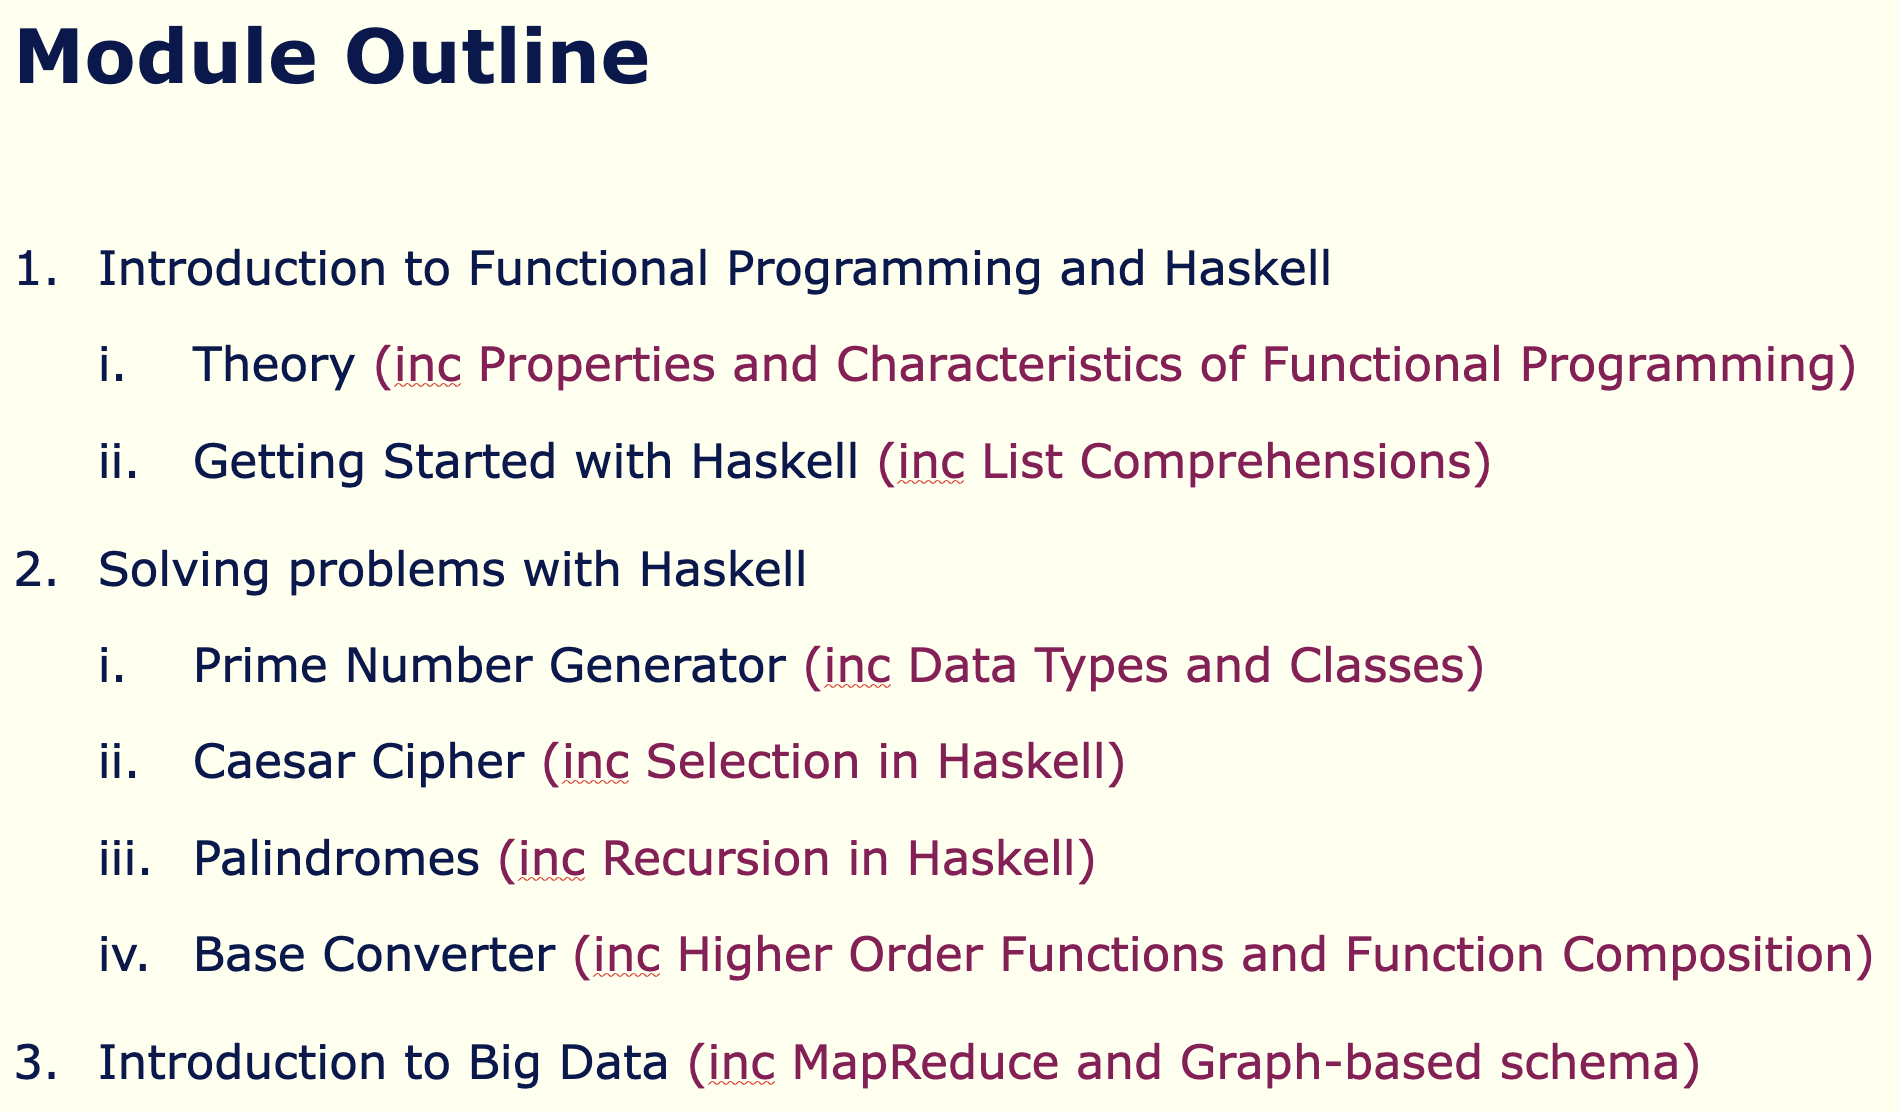 Module Outline
1. Introduction to Functional Programming and Haskell
i. Theory (inc Properties and Characteristics of Functional Programming)
ii. Getting Started with Haskell (inc List Comprehensions)
2. Solving problems with Haskell
i. Prime Number Generator (inc Data Types and Classes)
ii. Caesar Cipher (inc Selection in Haskell)
iii. Palindromes (inc Recursion in Haskell)
iv. Base Converter (inc Higher Order Functions and Function Composition)
3. Introduction to Big Data (inc MapReduce and Graph-based schema)